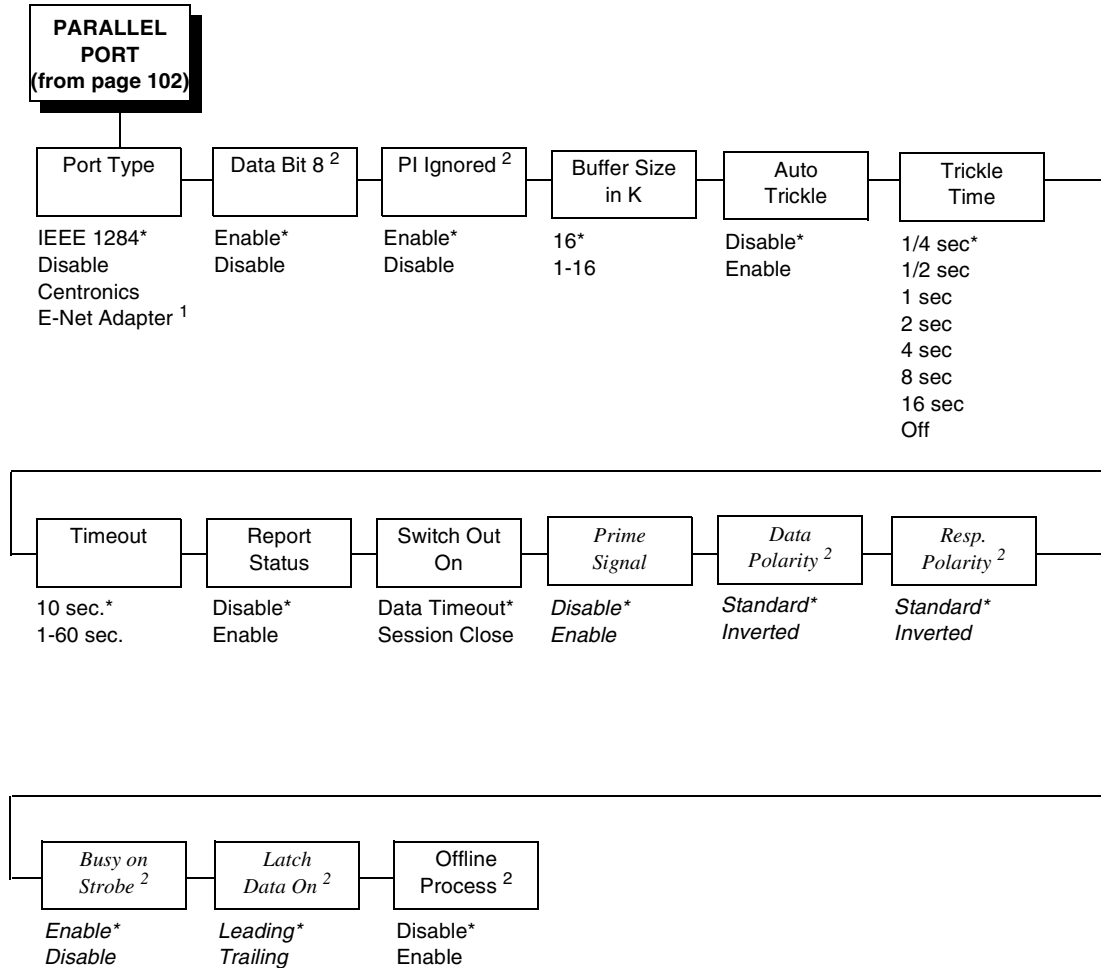 PARALLEL
PORT
(from page 102)
Port Type
IEEE 1284*
Disable
Centronics
E-Net Adapter 1
Data Bit 8 2
Enable*
Disable
PI Ignored 2
Enable*
Disable
Buffer Size
in K
16*
1-16
Auto
Trickle
Disable*
Enable
Trickle
Time
1/4 sec*
1/2 sec
1 sec
2 sec
4 sec
8 sec
16 sec
Off
Timeout
10 sec.*
1-60 sec.
Report
Status
Disable*
Enable
Switch Out
On
Data Timeout*
Session Close
Prime
Signal
Disable*
Enable
Data
Polarity 2
Standard*
Inverted
Resp.
Polarity 2
Standard*
Inverted
Busy on
Strobe 2
Enable*
Disable
Latch
Data On 2
Leading*
Trailing
Offline
Process 2
Disable*
Enable